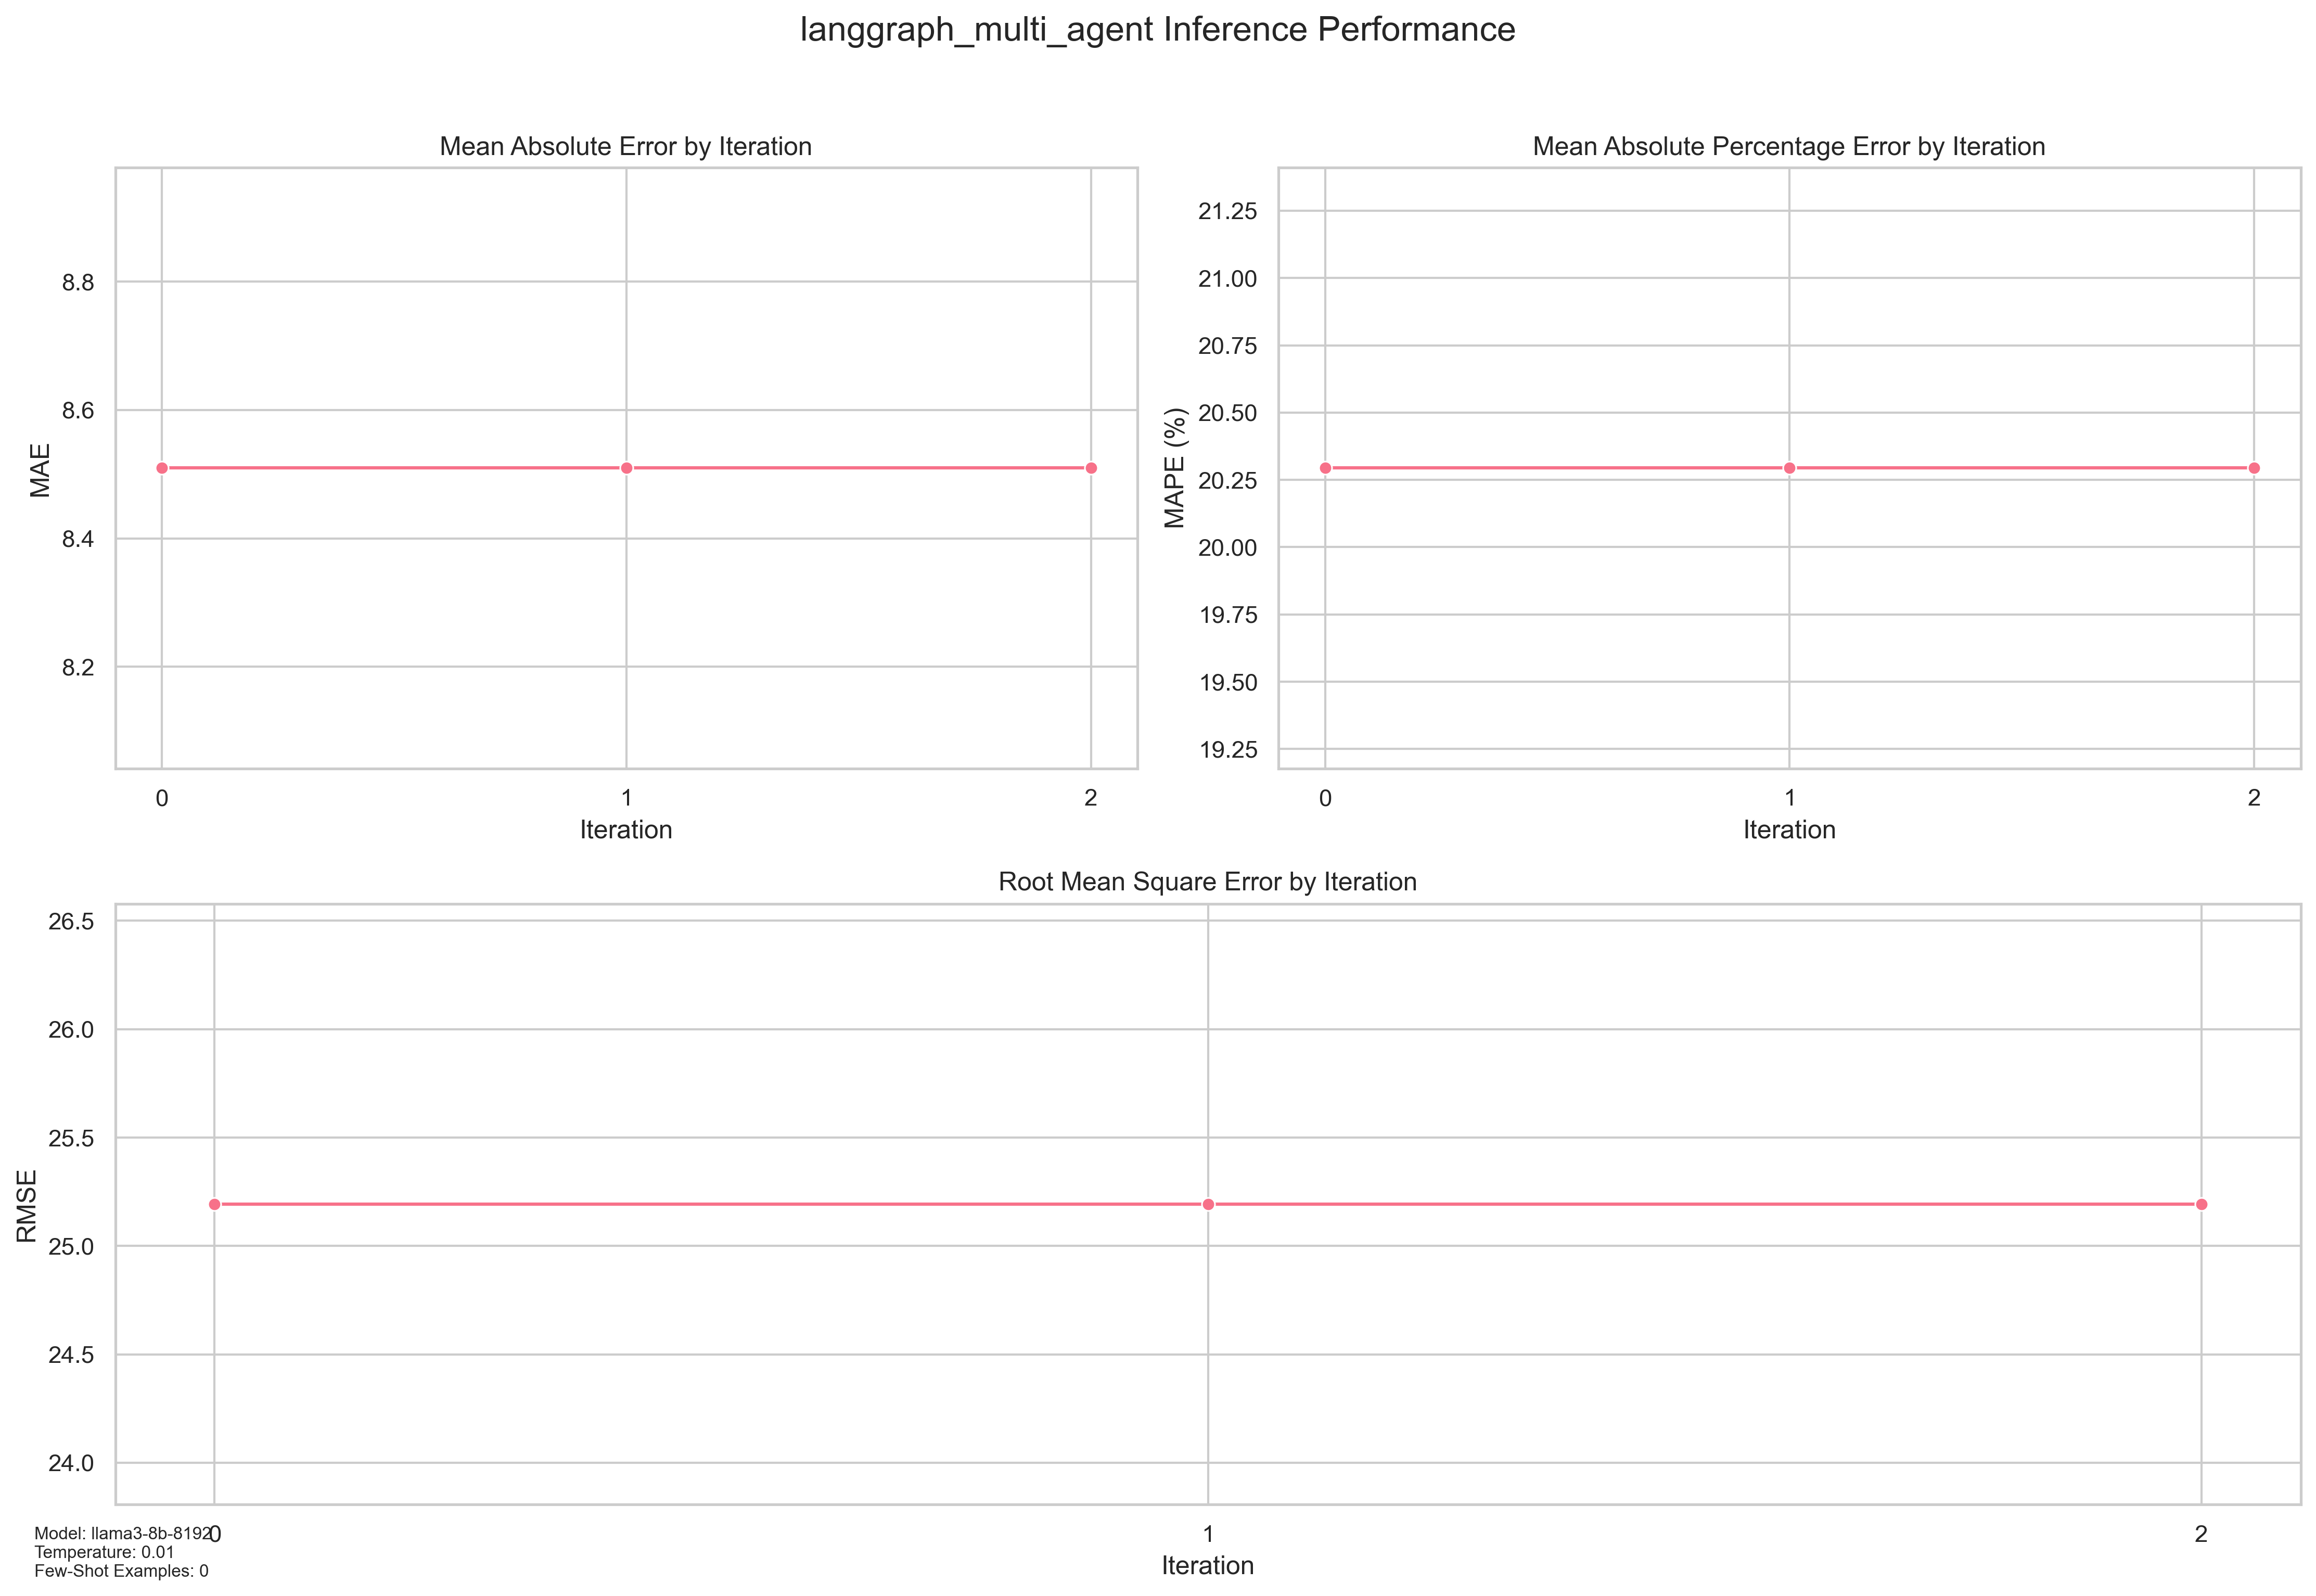 langgraph_multi_agent Inference Performance
Mean Absolute Error by Iteration
MAE
8.8
8.6
8.4
8.2
0 1 2
Iteration
Mean Absolute Percentage Error by Iteration
MAPE (%)
21.25
21.00
20.75
20.50
20.25
20.00
19.75
19.50
19.25
0 1 2
Iteration
Root Mean Square Error by Iteration
RMSE
26.5
26.0
25.5
25.0
24.5
24.0
0 1 2
Iteration
Model: llama3-8b-8192
Temperature: 0.01
Few-Shot Examples: 0